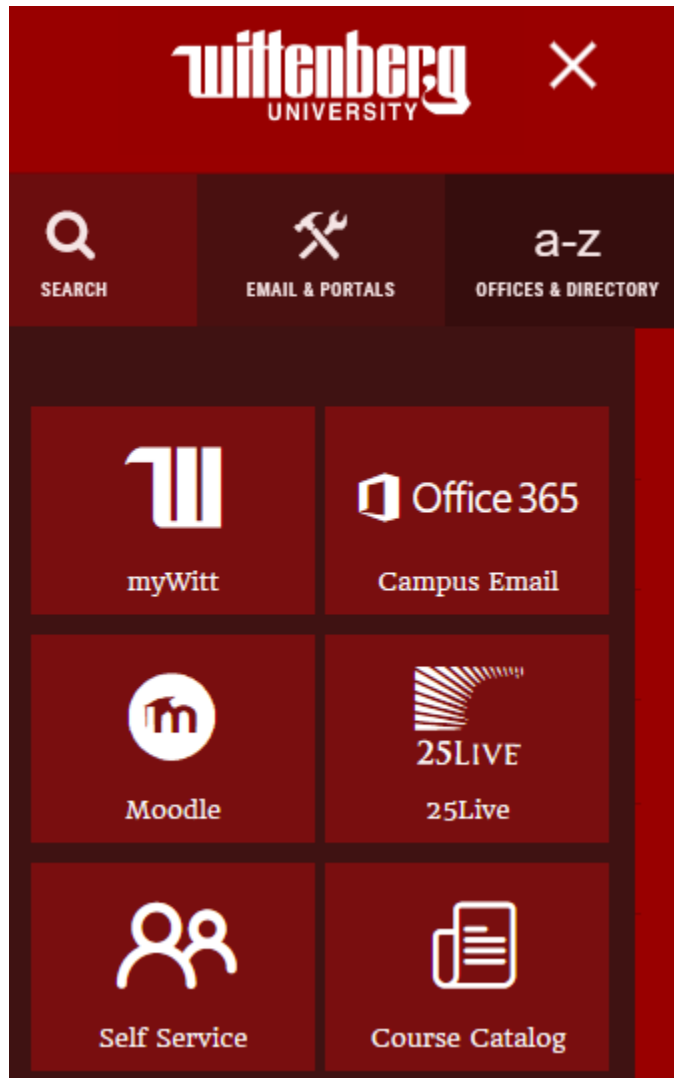 wittenberg
UNIVERSITY
SEARCH
EMAIL & PORTALS
a-z
OFFICES & DIRECTORY
myWitt
Office 365
Campus Email
m
Moodle
25LIVE
25Live
Self Service
Course Catalog